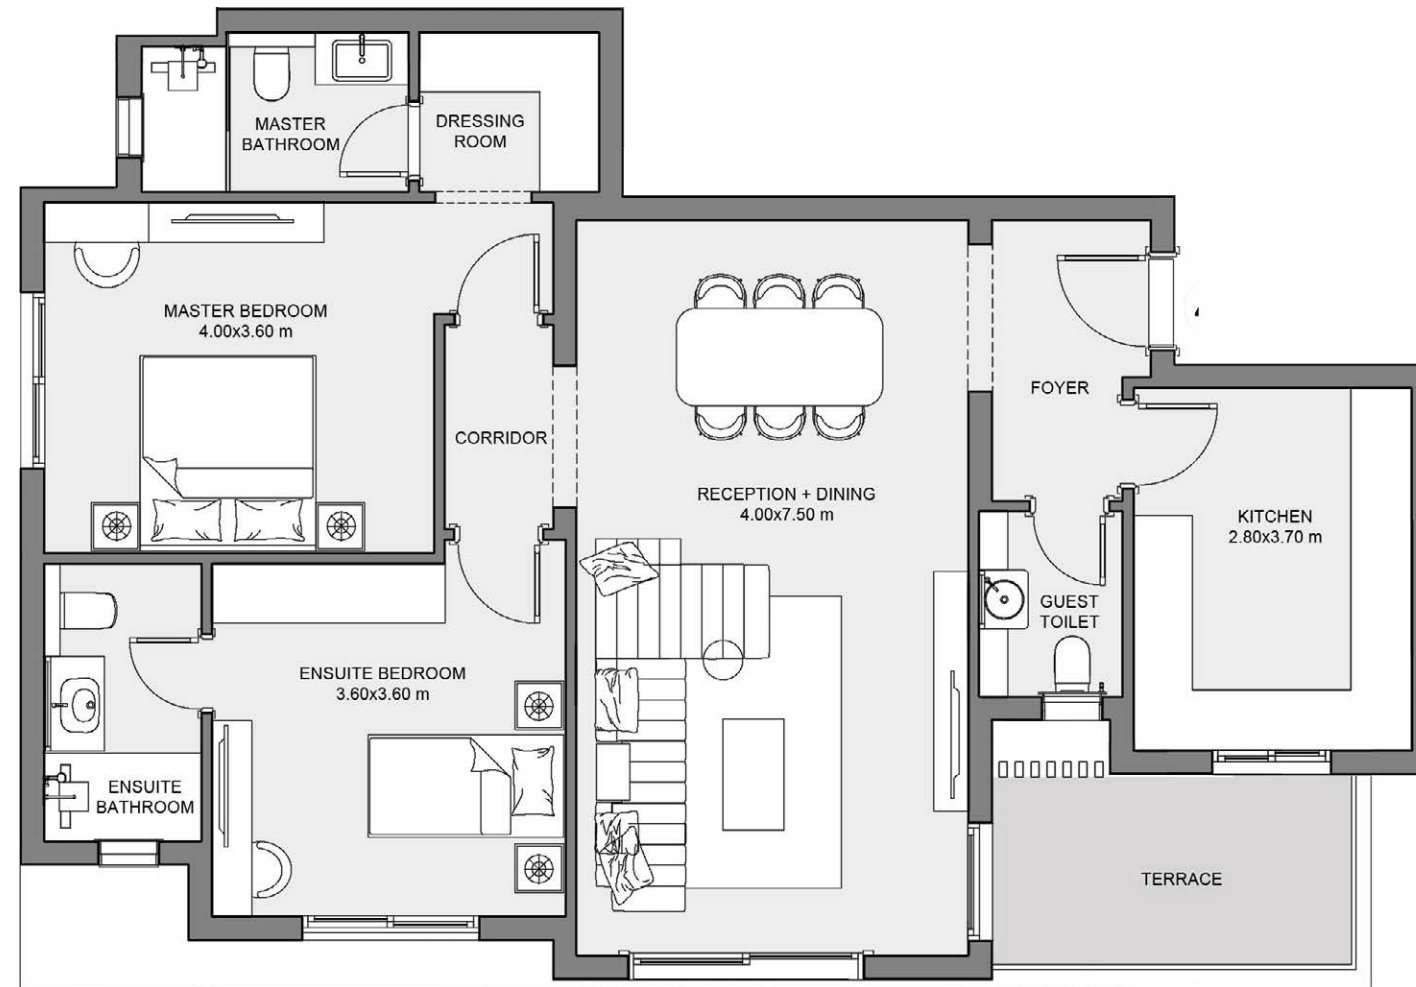 MASTER
BATHROOM
DRESSING
ROOM
MASTER BEDROOM
4.00x3.60 m
CORRIDOR
RECEPTION + DINING
4.00x7.50 m
FOYER
KITCHEN
2.80x3.70 m
GUEST
TOILET
ENSUITE BEDROOM
3.60x3.60 m
ENSUITE
BATHROOM
TERRACE